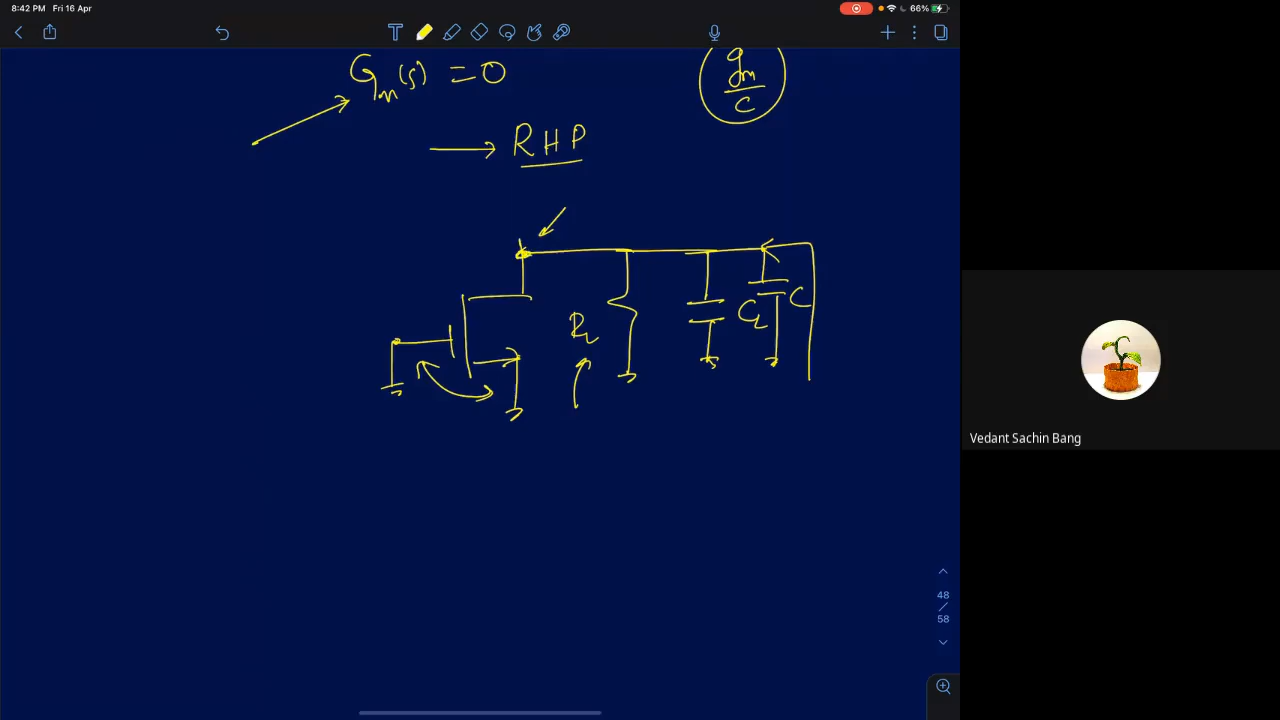 8:42 PM Fri 16 Apr
66%
Gm(s) = 0
gm/C
→ RHP
RL
CL
C
48
/
58
Vedant Sachin Bang